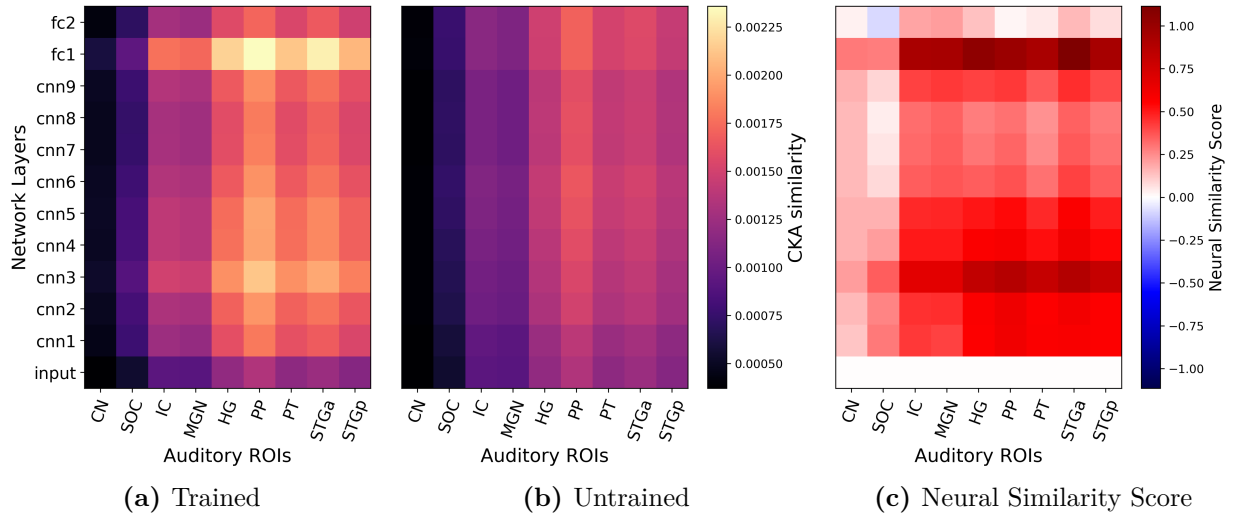 fc2
fc1
cnn9
cnn8
cnn7
cnn6
cnn5
cnn4
cnn3
cnn2
cnn1
input
Network Layers
CN SOC IC MGN HG PP PT STGa STGp
Auditory ROIs
(a) Trained
CN SOC IC MGN HG PP PT STGa STGp
Auditory ROIs
(b) Untrained
0.00225
0.00200
0.00175
0.00150
0.00125
0.00100
0.00075
0.00050
CKA similarity
CN SOC IC MGN HG PP PT STGa STGp
Auditory ROIs
(c) Neural Similarity Score
1.00
0.75
0.50
0.25
0.00
−0.25
−0.50
−0.75
−1.00
Neural Similarity Score